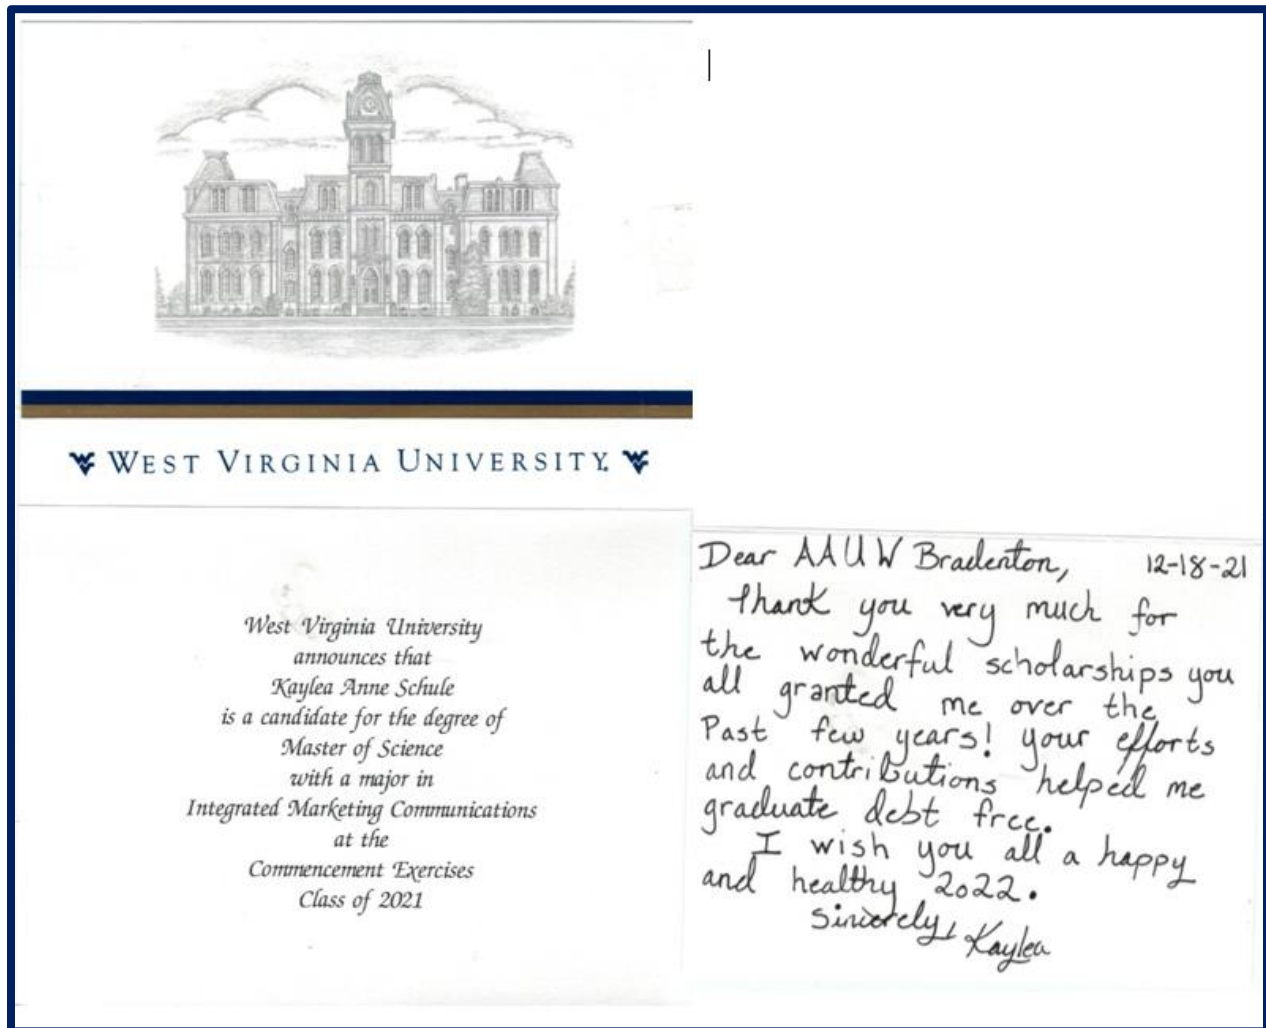 WEST VIRGINIA UNIVERSITY.
West Virginia University
announces that
Kaylea Anne Schule
is a candidate for the degree of
Master of Science
with a major in
Integrated Marketing Communications
at the
Commencement Exercises
Class of 2021
Dear AAUW Bradenton, 12-18-21
Thank you very much for
the wonderful scholarships you
all granted me over the
Past few years! Your efforts
and contributions helped me
graduate debt free.
I wish you all a happy
and healthy 2022.
Sincerely, Kaylea